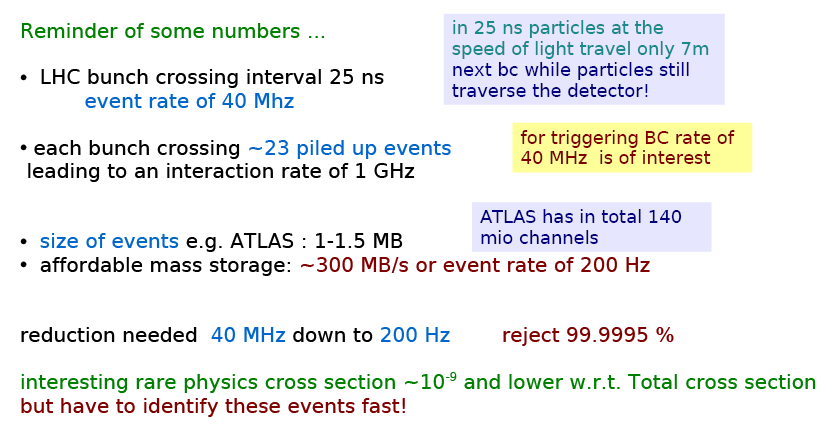 Reminder of some numbers ...
in 25 ns particles at the
speed of light travel only 7m
next bc while particles still
traverse the detector!
• LHC bunch crossing interval 25 ns
event rate of 40 Mhz
• each bunch crossing ~23 piled up events
leading to an interaction rate of 1 GHz
for triggering BC rate of
40 MHz is of interest
ATLAS has in total 140
mio channels
• size of events e.g. ATLAS : 1-1.5 MB
• affordable mass storage: ~300 MB/s or event rate of 200 Hz
reduction needed 40 MHz down to 200 Hz reject 99.9995 %
interesting rare physics cross section ~10⁻⁹ and lower w.r.t. Total cross section
but have to identify these events fast!